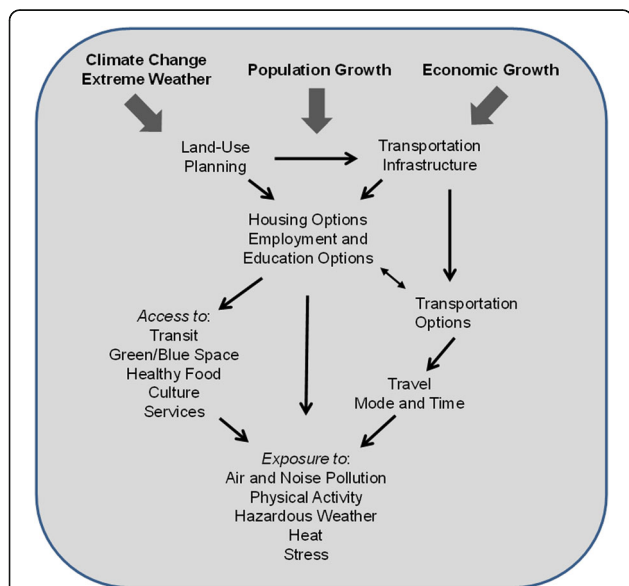 Climate Change
Extreme Weather
Population Growth
Economic Growth
Land-Use
Planning
Transportation
Infrastructure
Housing Options
Employment and
Education Options
Access to:
Transit
Green/Blue Space
Healthy Food
Culture
Services
Transportation
Options
Travel
Mode and Time
Exposure to:
Air and Noise Pollution
Physical Activity
Hazardous Weather
Heat
Stress